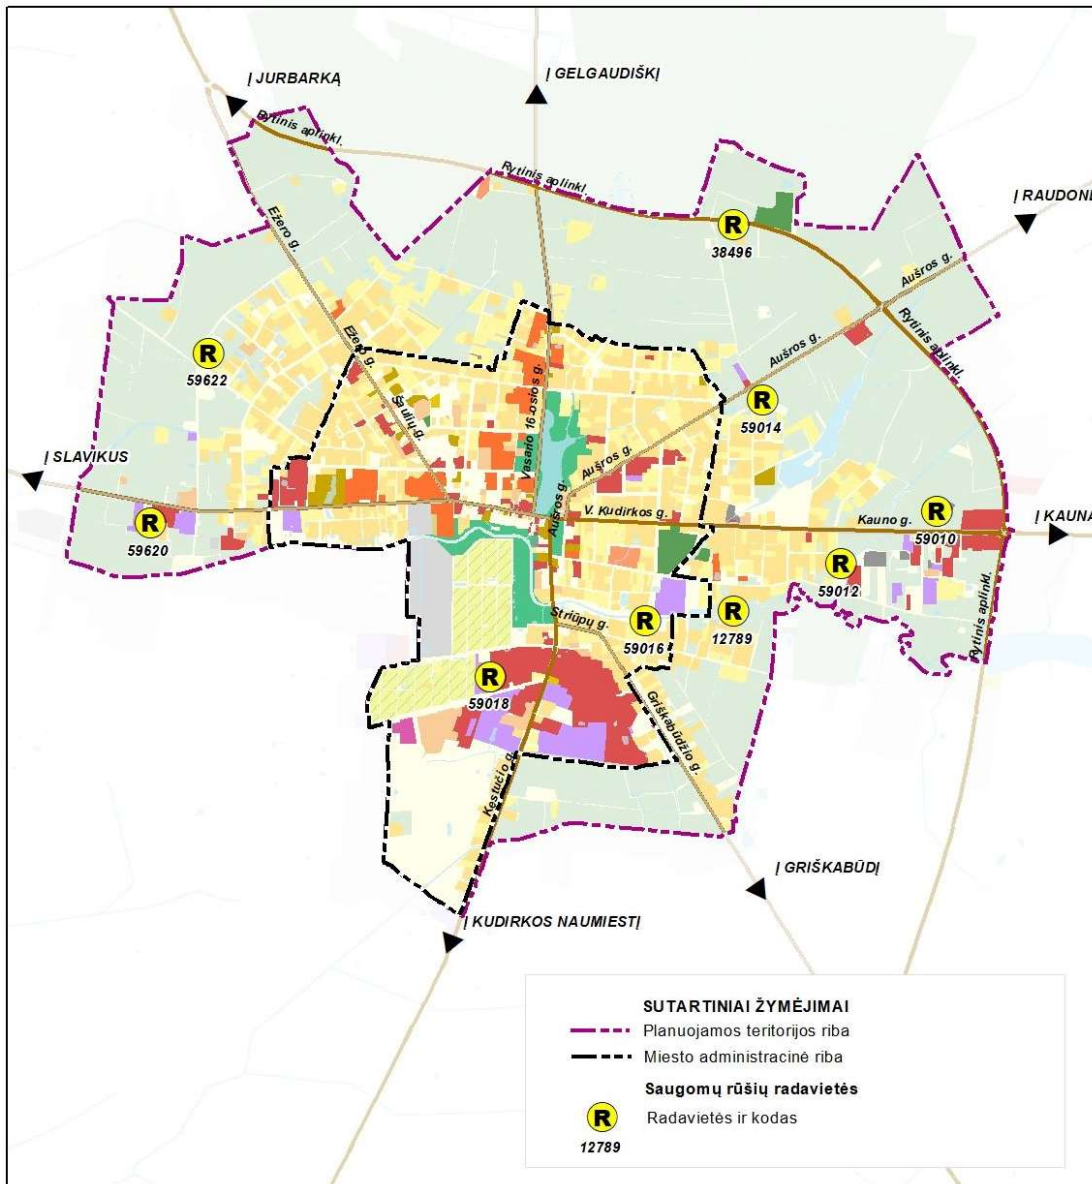 Į JURBARKĄ
Į GELGAUDIŠKĮ
Rytinis aplinkl.
Rytinis aplinkl.
Į RAUDONĖ
R
38496
Ežero g.
Aušros g.
Rytinis aplinkl.
Ežero g.
R
59622
Aušros g.
Šaulių g.
Vasario 16-osios g.
R
59014
Į SLAVIKUS
Aušros g.
Aušros g.
V. Kudirkos g.
Kauno g.
R
59010
Į KAUNĄ
R
59620
R
59012
Rytinis aplinkl.
Striūpų g.
R
59016
R
12789
R
59018
Griškabūdžio g.
Kęstučio g.
Į GRIŠKABŪDĮ
Į KUDIRKOS NAUMIESTĮ
SUTARTINIAI ŽYMĖJIMAI
Planuojamos teritorijos riba
Miesto administracinė riba
Saugomų rūšių radavietės
R
Radavietės ir kodas
12789